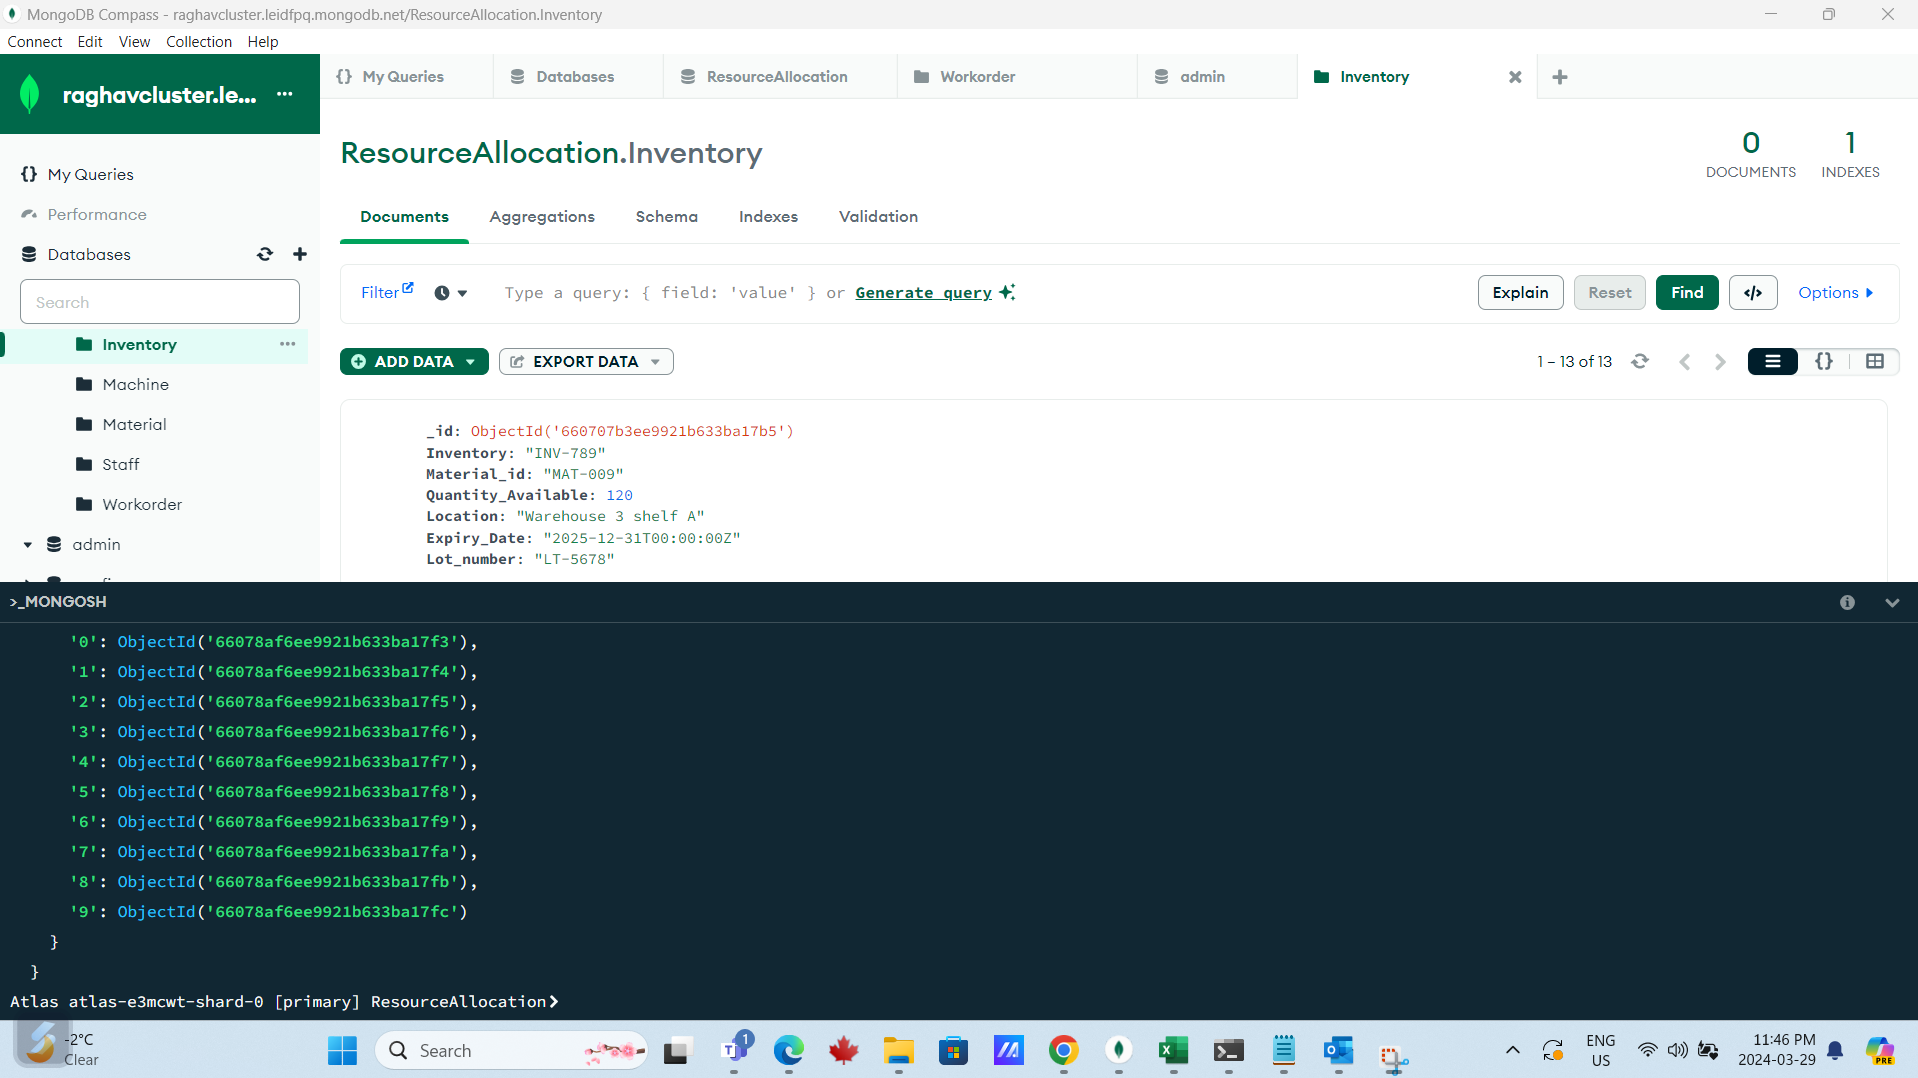 MongoDB Compass - raghavcluster.leidfpq.mongodb.net/ResourceAllocation.Inventory
Connect Edit View Collection Help
raghavcluster.le... ...
{} My Queries
Databases
ResourceAllocation
Workorder
admin
Inventory
ResourceAllocation.Inventory
0
DOCUMENTS
1
INDEXES
{} My Queries
Performance
Databases
Search
Inventory ...
Machine
Material
Staff
Workorder
admin
Documents Aggregations Schema Indexes Validation
Filter Type a query: { field: 'value' } or Generate query Explain Reset Find </> Options
ADD DATA EXPORT DATA 1 – 13 of 13 {}
_id: ObjectId('660707b3ee9921b633ba17b5')
Inventory: "INV-789"
Material_id: "MAT-009"
Quantity_Available: 120
Location: "Warehouse 3 shelf A"
Expiry_Date: "2025-12-31T00:00:00Z"
Lot_number: "LT-5678"
>_MONGOSH
'0': ObjectId('66078af6ee9921b633ba17f3'),
'1': ObjectId('66078af6ee9921b633ba17f4'),
'2': ObjectId('66078af6ee9921b633ba17f5'),
'3': ObjectId('66078af6ee9921b633ba17f6'),
'4': ObjectId('66078af6ee9921b633ba17f7'),
'5': ObjectId('66078af6ee9921b633ba17f8'),
'6': ObjectId('66078af6ee9921b633ba17f9'),
'7': ObjectId('66078af6ee9921b633ba17fa'),
'8': ObjectId('66078af6ee9921b633ba17fb'),
'9': ObjectId('66078af6ee9921b633ba17fc')
}
}
Atlas atlas-e3mcwt-shard-0 [primary] ResourceAllocation>
-2°C
Clear
Search
1
ENG
US
11:46 PM
2024-03-29
PRE